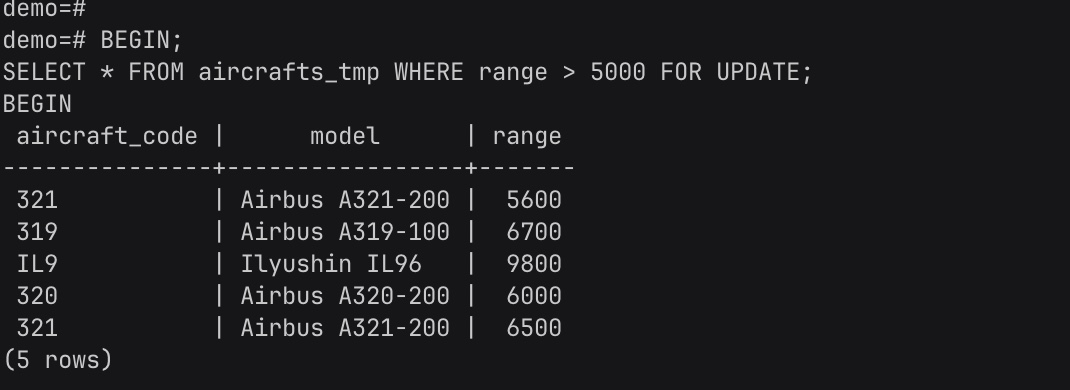 demo=#
demo=# BEGIN;
SELECT * FROM aircrafts_tmp WHERE range > 5000 FOR UPDATE;
BEGIN
 aircraft_code |      model      | range
---------------+-----------------+-------
 321           | Airbus A321-200 |  5600
 319           | Airbus A319-100 |  6700
 IL9           | Ilyushin IL96   |  9800
 320           | Airbus A320-200 |  6000
 321           | Airbus A321-200 |  6500
(5 rows)